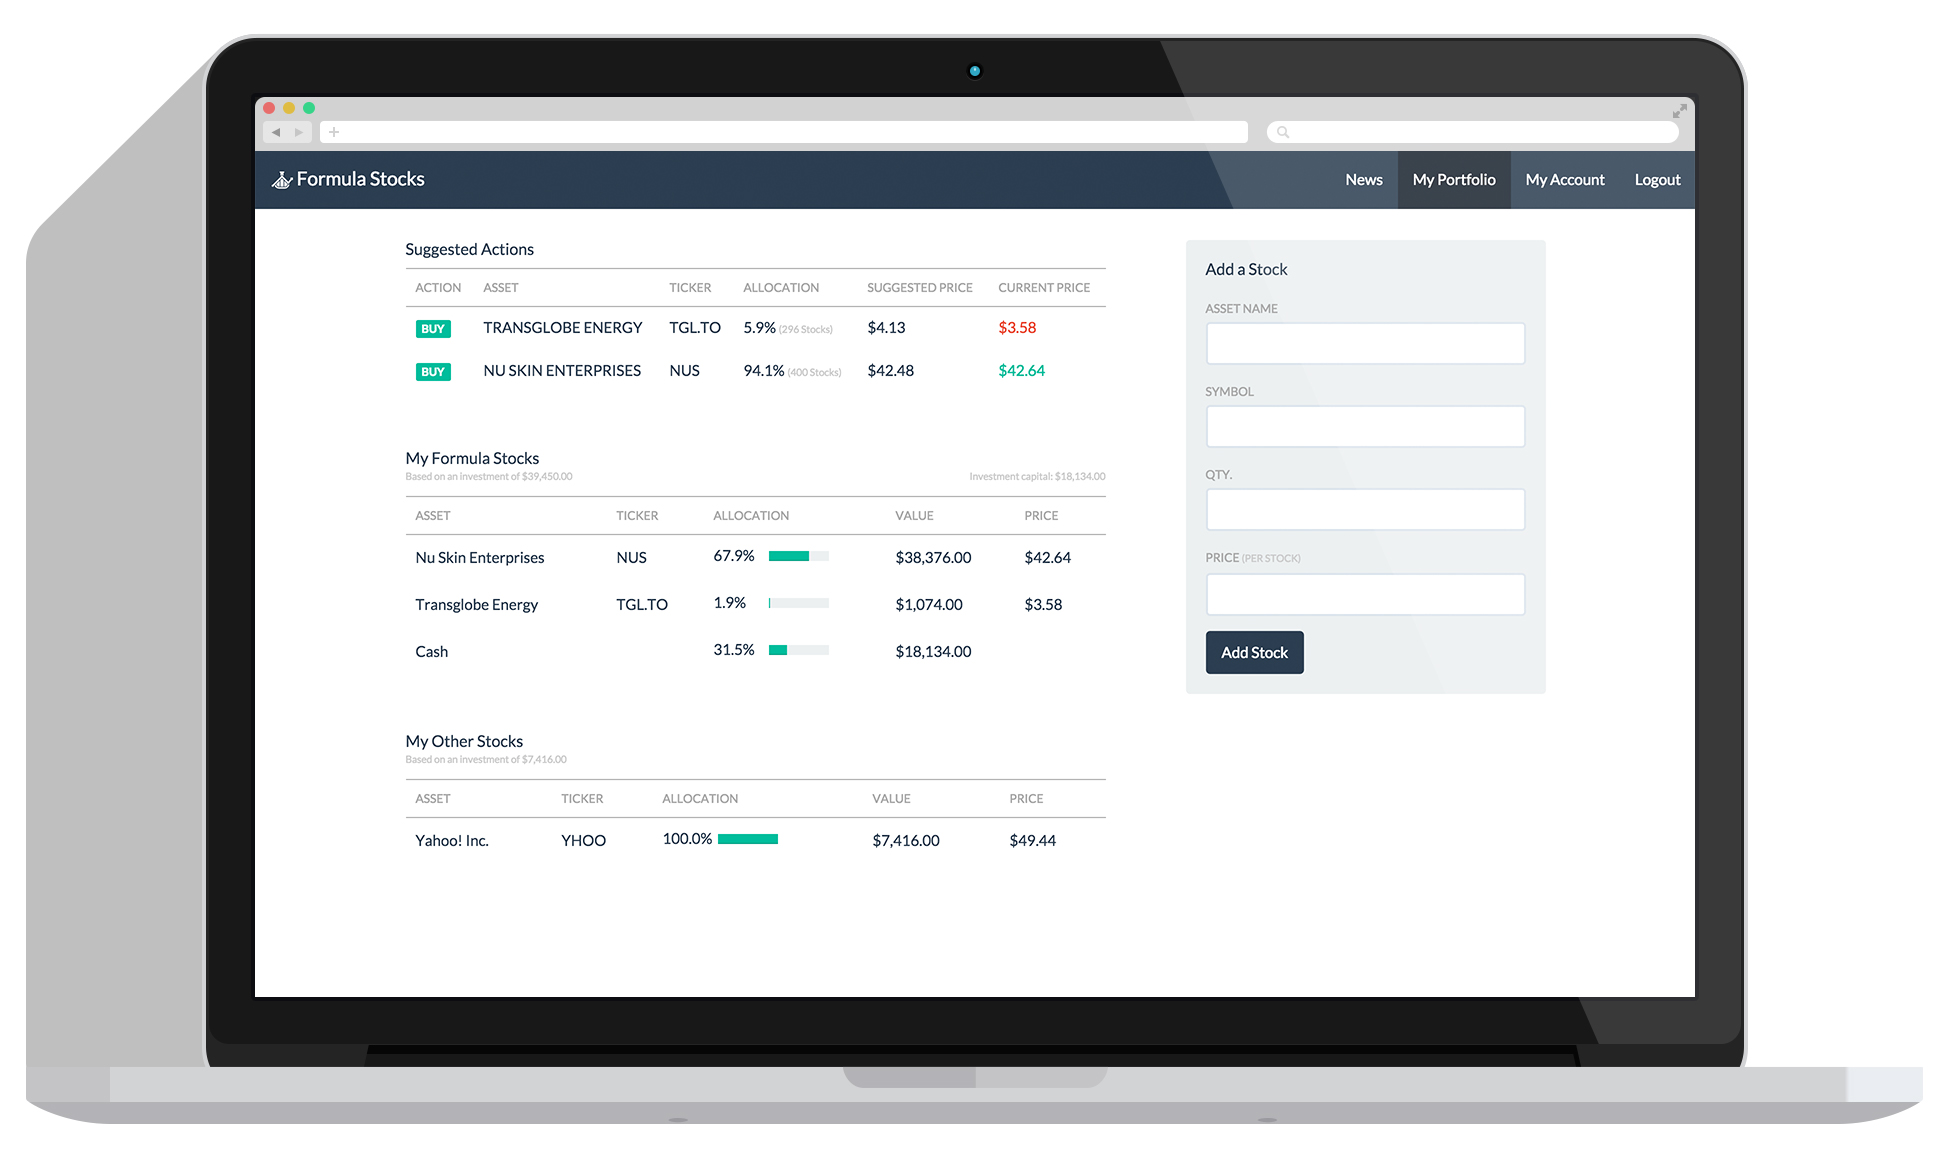 Formula Stocks
News My Portfolio My Account Logout
Suggested Actions
ACTION ASSET TICKER ALLOCATION SUGGESTED PRICE CURRENT PRICE
BUY TRANSGLOBE ENERGY TGL.TO 5.9% (296 Stocks) $4.13 $3.58
BUY NU SKIN ENTERPRISES NUS 94.1% (400 Stocks) $42.48 $42.64
My Formula Stocks
Based on an investment of $39,450.00 Investment capital: $18,134.00
ASSET TICKER ALLOCATION VALUE PRICE
Nu Skin Enterprises NUS 67.9% $38,376.00 $42.64
Transglobe Energy TGL.TO 1.9% $1,074.00 $3.58
Cash 31.5% $18,134.00
My Other Stocks
Based on an investment of $7,416.00
ASSET TICKER ALLOCATION VALUE PRICE
Yahoo! Inc. YHOO 100.0% $7,416.00 $49.44
Add a Stock
ASSET NAME
SYMBOL
QTY.
PRICE (PER STOCK)
Add Stock